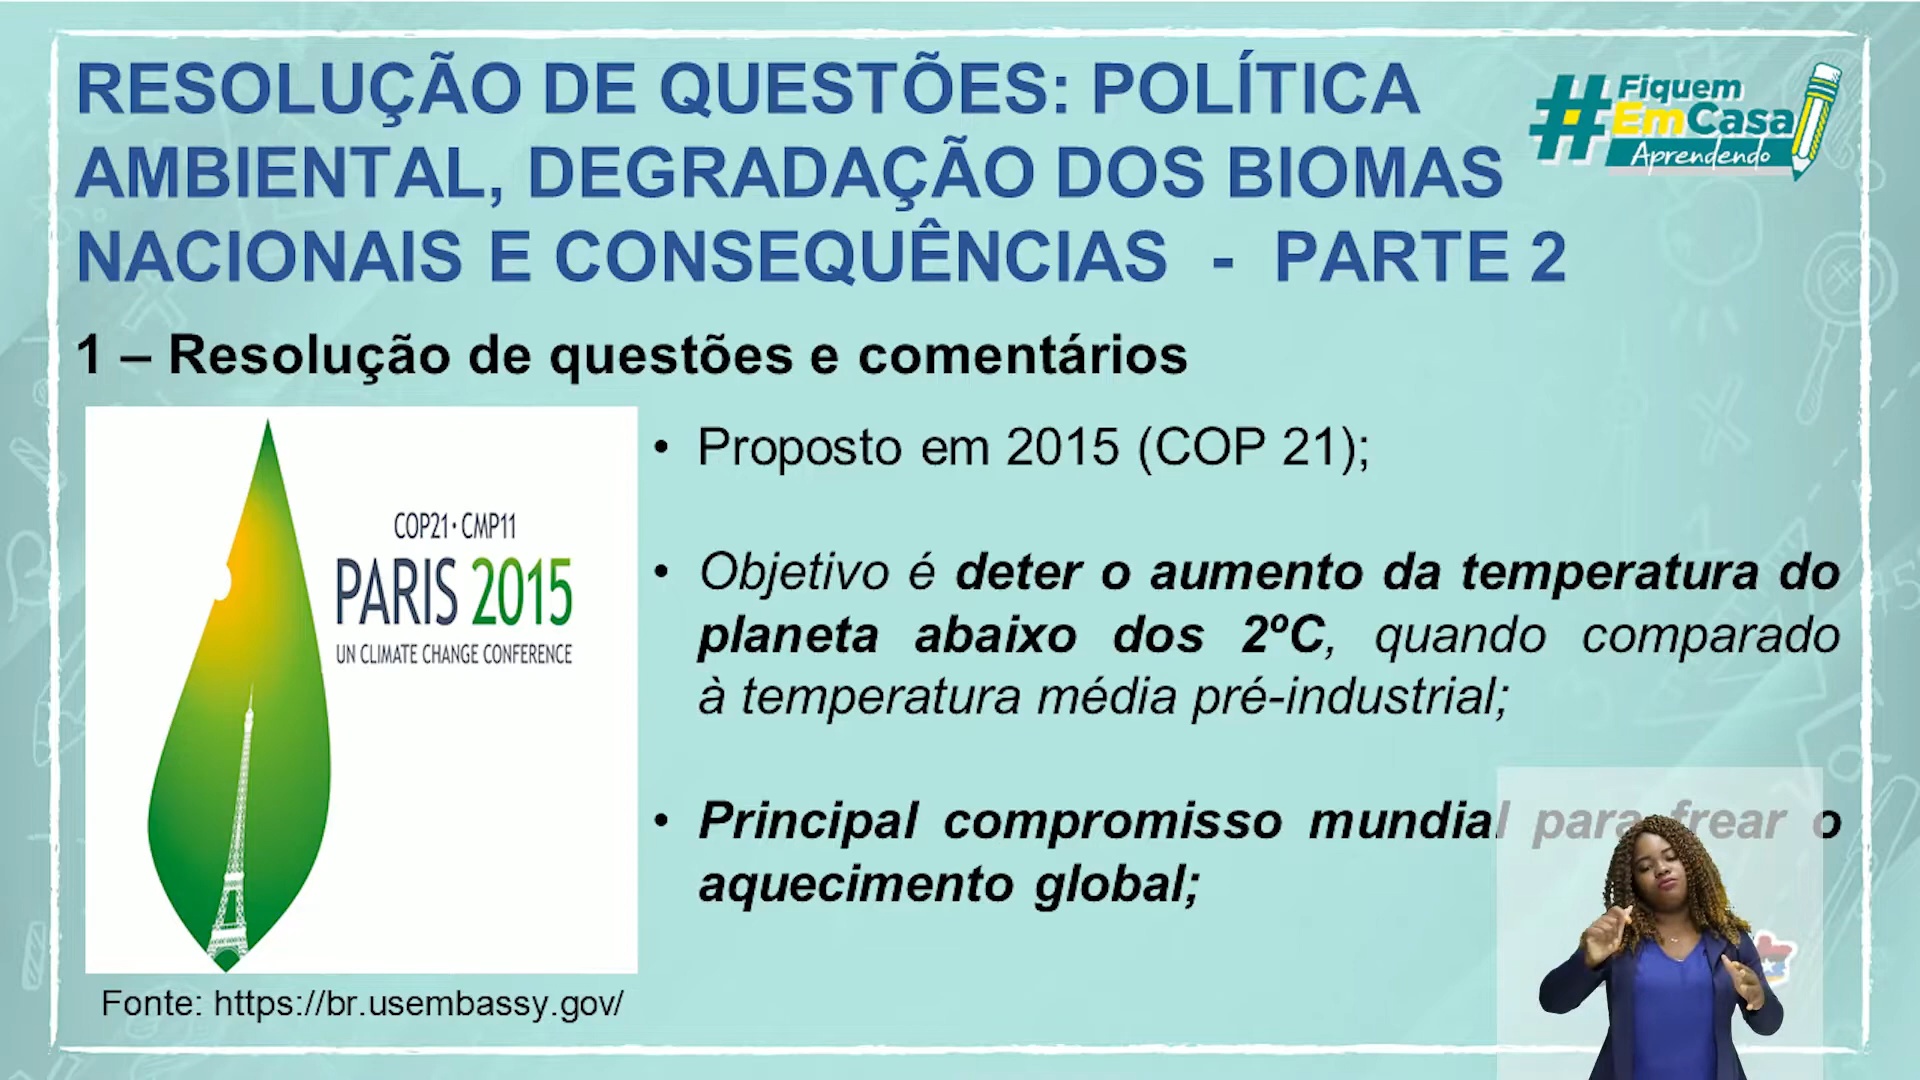 RESOLUÇÃO DE QUESTÕES: POLÍTICA
AMBIENTAL, DEGRADAÇÃO DOS BIOMAS
NACIONAIS E CONSEQUÊNCIAS - PARTE 2
#Fiquem
EmCasa
Aprendendo
1 – Resolução de questões e comentários
COP21·CMP11
PARIS 2015
UN CLIMATE CHANGE CONFERENCE
Fonte: https://br.usembassy.gov/
• Proposto em 2015 (COP 21);
• Objetivo é deter o aumento da temperatura do
planeta abaixo dos 2ºC, quando comparado
à temperatura média pré-industrial;
• Principal compromisso mundial para frear o
aquecimento global;